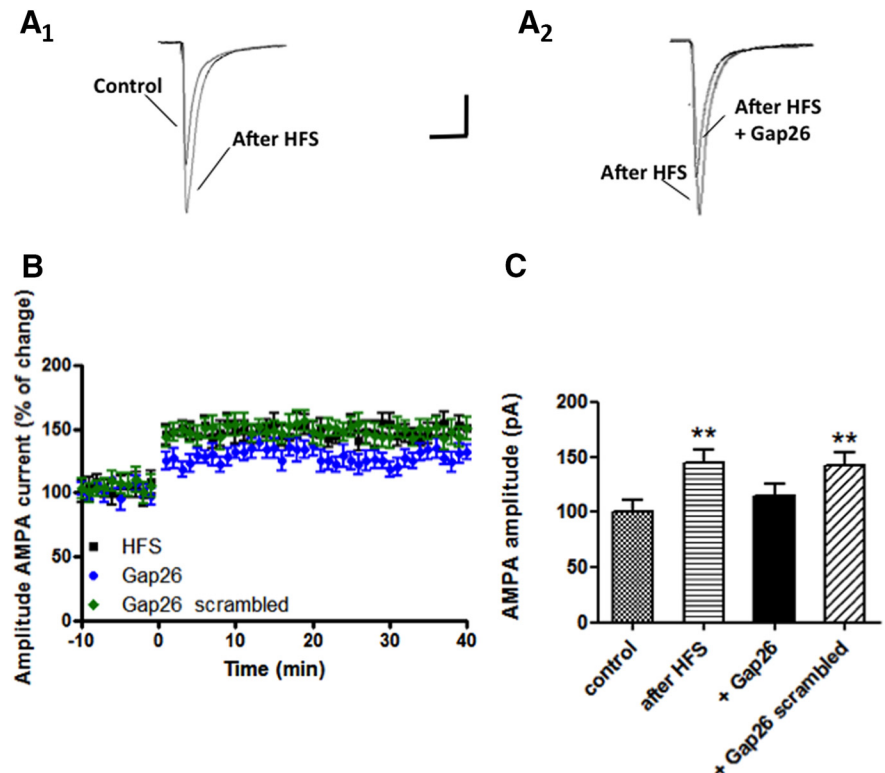 A1
A2
Control
After HFS
After HFS
+ Gap26
After HFS
B
C
Amplitude AMPA current (% of change)
200
150
100
50
0
-10
0
10
20
30
40
Time (min)
HFS
Gap26
Gap26 scrambled
AMPA amplitude (pA)
200
150
100
50
0
**
**
control
after HFS
+ Gap26
+ Gap26 scrambled